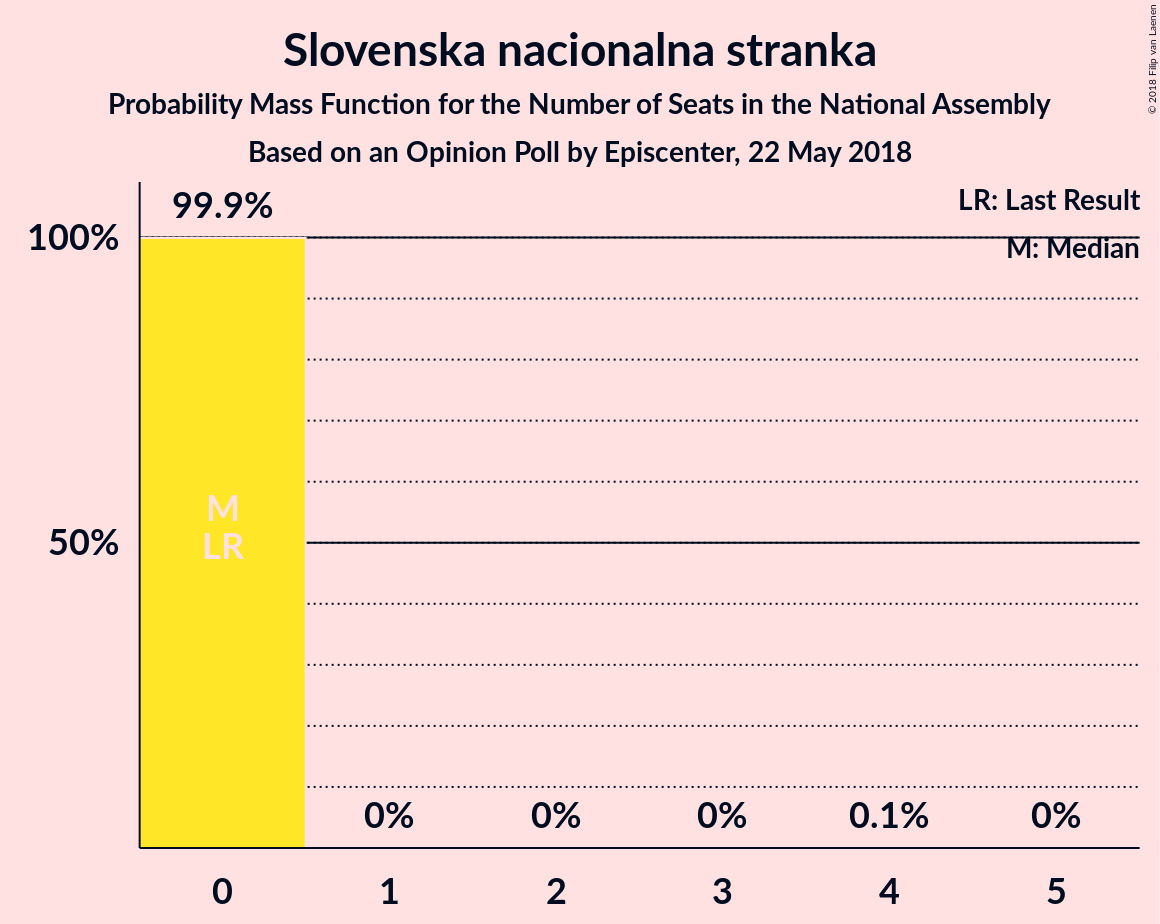 Slovenska nacionalna stranka
Probability Mass Function for the Number of Seats in the National Assembly
Based on an Opinion Poll by Episcenter, 22 May 2018
© 2018 Filip van Laenen
LR: Last Result
M: Median
99.9%
100%
50%
M
LR
0%
0%
0%
0.1%
0%
0
1
2
3
4
5